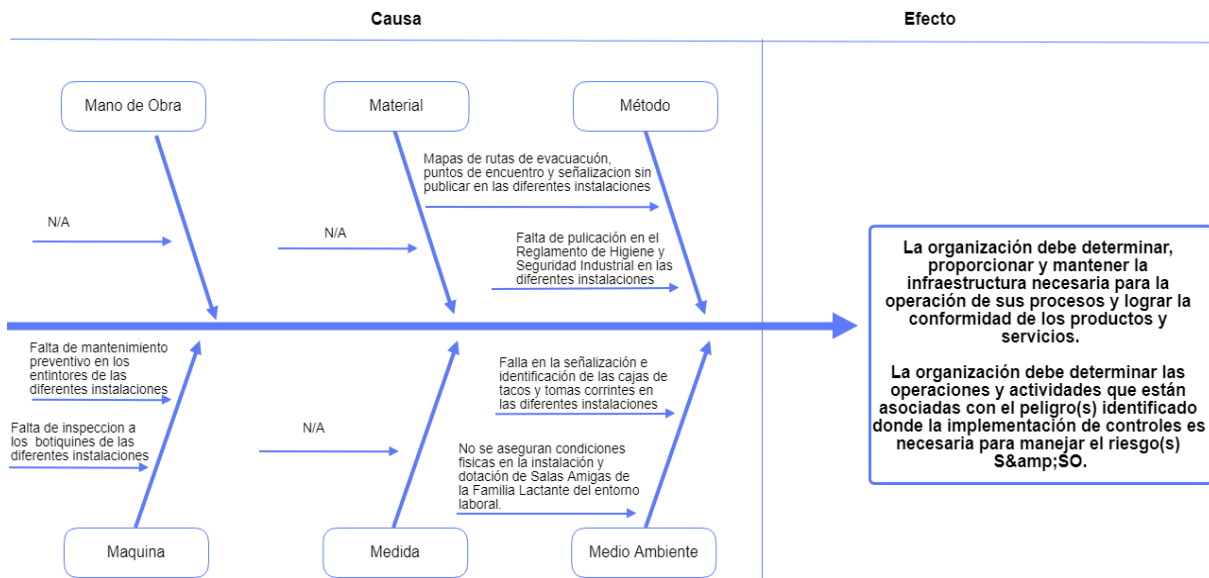 Causa
Efecto
Mano de Obra
Material
Método
Mapas de rutas de evacuacuón,
puntos de encuentro y señalizacion sin
publicar en las diferentes instalaciones
N/A
N/A
Falta de pulicación en el
Reglamento de Higiene y
Seguridad Industrial en las
diferentes instalaciones
La organización debe determinar,
proporcionar y mantener la
infraestructura necesaria para la
operación de sus procesos y lograr la
conformidad de los productos y
servicios.
La organización debe determinar las
operaciones y actividades que están
asociadas con el peligro(s) identificado
donde la implementación de controles es
necesaria para manejar el riesgo(s)
S&amp;SO.
Falta de mantenimiento
preventivo en los
entintores de las
diferentes instalaciones
Falta de inspeccion a
los botiquines de las
diferentes instalaciones
N/A
Falla en la señalización e
identificación de las cajas de
tacos y tomas corrintes en
las diferentes instalaciones
No se aseguran condiciones
fisicas en la instalación y
dotación de Salas Amigas de
la Familia Lactante del entorno
laboral.
Maquina
Medida
Medio Ambiente